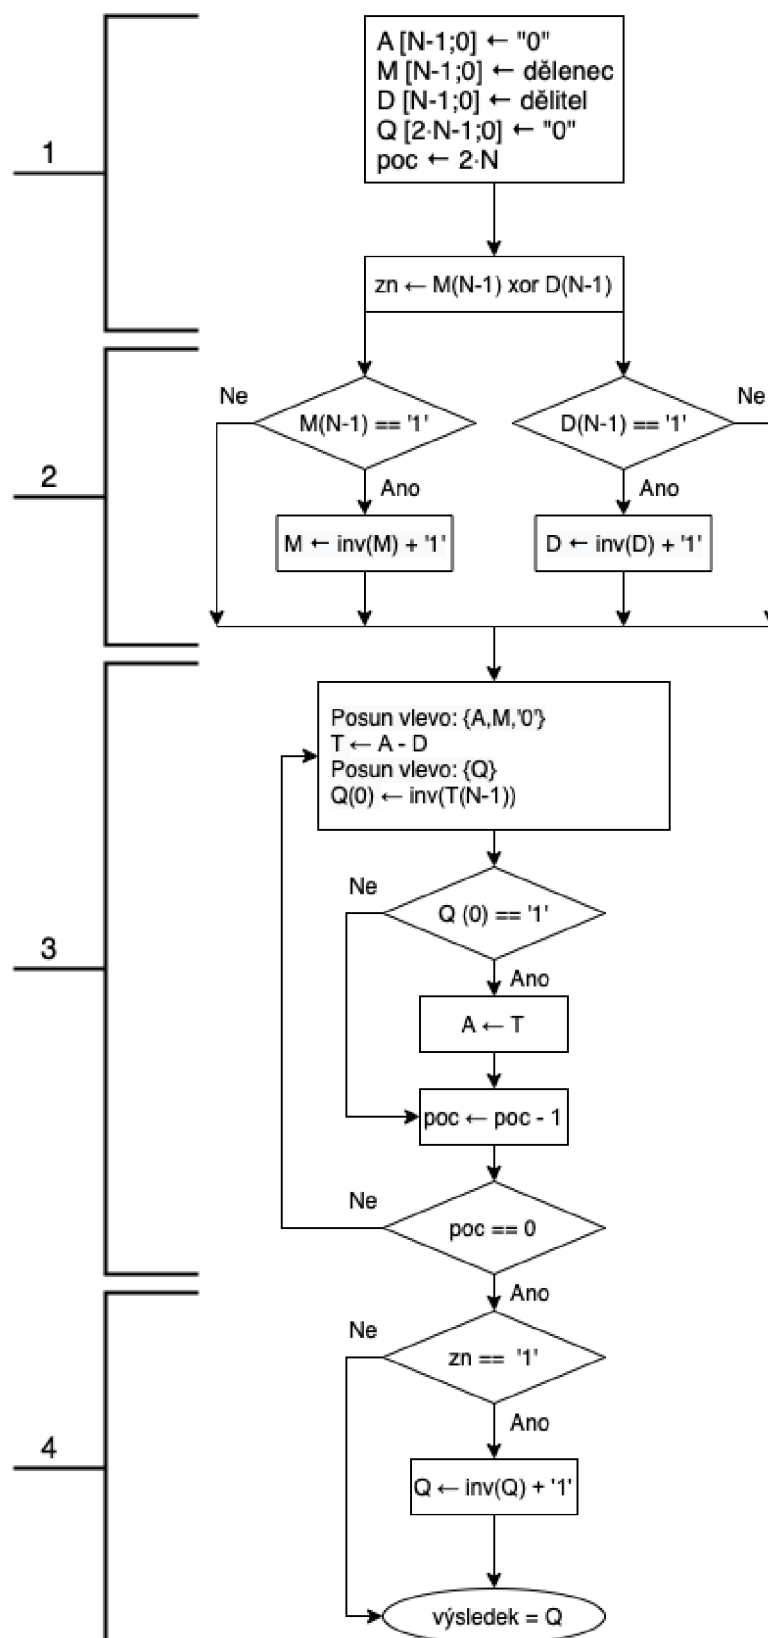 A [N-1;0] ← "0"
M [N-1;0] ← dělenec
D [N-1;0] ← dělitel
Q [2·N-1;0] ← "0"
poc ← 2·N
1
zn ← M(N-1) xor D(N-1)
Ne
Ne
M(N-1) == '1'
D(N-1) == '1'
2
Ano
Ano
M ← inv(M) + '1'
D ← inv(D) + '1'
Posun vlevo: {A,M,'0'}
T ← A - D
Posun vlevo: {Q}
Q(0) ← inv(T(N-1))
Ne
Q (0) == '1'
3
Ano
A ← T
poc ← poc - 1
Ne
poc == 0
Ano
Ne
zn == '1'
Ano
4
Q ← inv(Q) + '1'
výsledek = Q